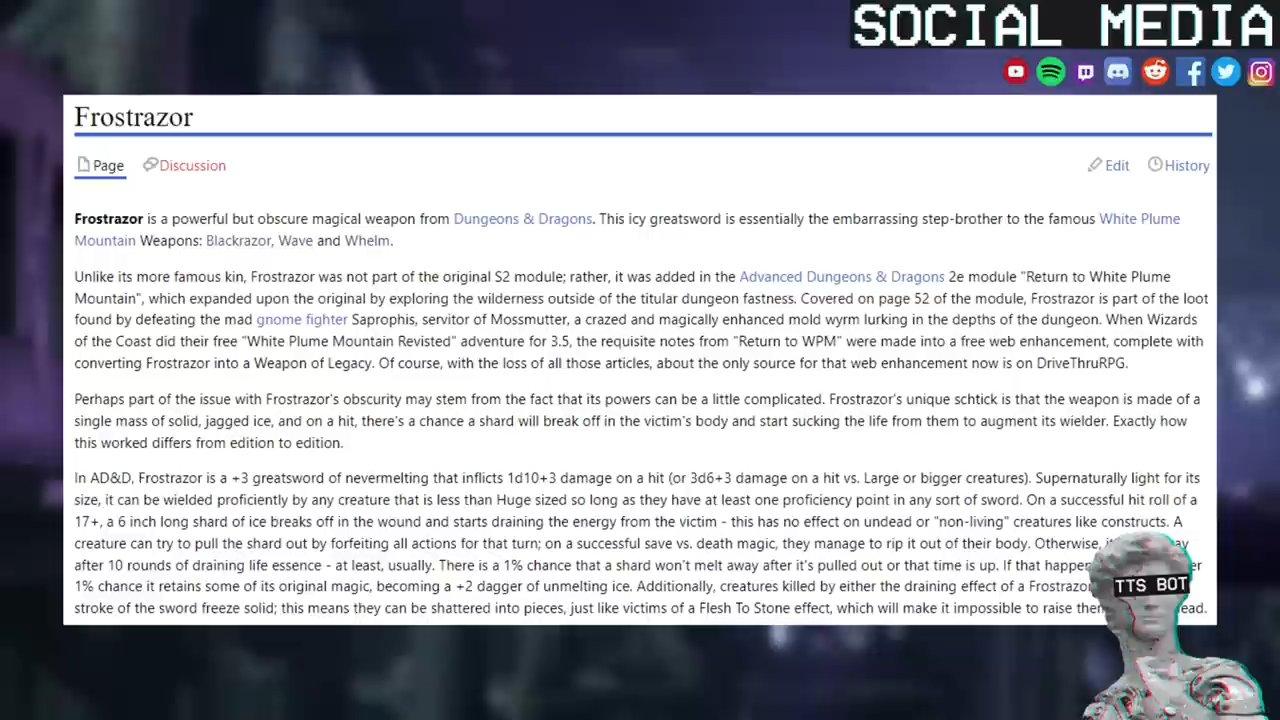 SOCIAL MEDIA
Frostrazor
Page Discussion Edit History
Frostrazor is a powerful but obscure magical weapon from Dungeons & Dragons. This icy greatsword is essentially the embarrassing step-brother to the famous White Plume
Mountain Weapons: Blackrazor, Wave and Whelm.
Unlike its more famous kin, Frostrazor was not part of the original S2 module; rather, it was added in the Advanced Dungeons & Dragons 2e module "Return to White Plume
Mountain", which expanded upon the original by exploring the wilderness outside of the titular dungeon fastness. Covered on page 52 of the module, Frostrazor is part of the loot
found by defeating the mad gnome fighter Saprophis, servitor of Mossmutter, a crazed and magically enhanced mold wyrm lurking in the depths of the dungeon. When Wizards
of the Coast did their free "White Plume Mountain Revisted" adventure for 3.5, the requisite notes from "Return to WPM" were made into a free web enhancement, complete with
converting Frostrazor into a Weapon of Legacy. Of course, with the loss of all those articles, about the only source for that web enhancement now is on DriveThruRPG.
Perhaps part of the issue with Frostrazor's obscurity may stem from the fact that its powers can be a little complicated. Frostrazor's unique schtick is that the weapon is made of a
single mass of solid, jagged ice, and on a hit, there's a chance a shard will break off in the victim's body and start sucking the life from them to augment its wielder. Exactly how
this worked differs from edition to edition.
In AD&D, Frostrazor is a +3 greatsword of nevermelting that inflicts 1d10+3 damage on a hit (or 3d6+3 damage on a hit vs. Large or bigger creatures). Supernaturally light for its
size, it can be wielded proficiently by any creature that is less than Huge sized so long as they have at least one proficiency point in any sort of sword. On a successful hit roll of a
17+, a 6 inch long shard of ice breaks off in the wound and starts draining the energy from the victim - this has no effect on undead or "non-living" creatures like constructs. A
creature can try to pull the shard out by forfeiting all actions for that turn; on a successful save vs. death magic, they manage to rip it out of their body. Otherwise,
after 10 rounds of draining life essence - at least, usually. There is a 1% chance that a shard won't melt away after it's pulled out or that time is up. If that
1% chance it retains some of its original magic, becoming a +2 dagger of unmelting ice. Additionally, creatures killed by either the draining effect of a
stroke of the sword freeze solid; this means they can be shattered into pieces, just like victims of a Flesh To Stone effect, which will make it impossible to raise
TTS BOT